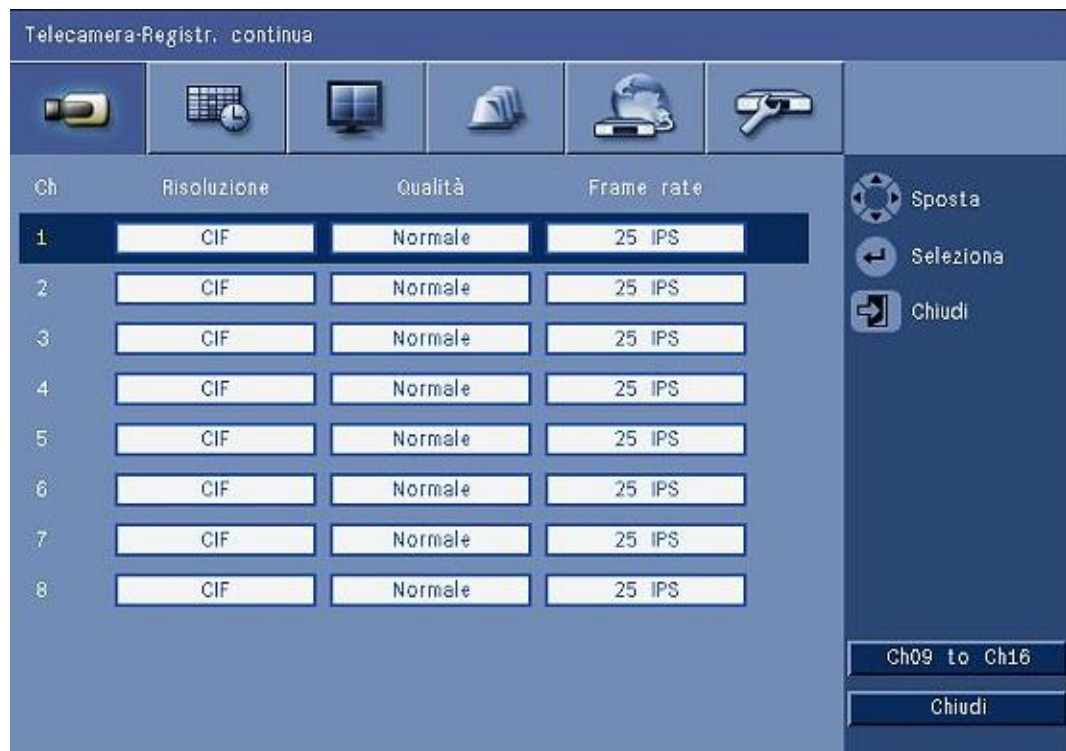 Telecamera-Registr. continua
Ch Risoluzione Qualità Frame rate
1 CIF Normale 25 IPS
2 CIF Normale 25 IPS
3 CIF Normale 25 IPS
4 CIF Normale 25 IPS
5 CIF Normale 25 IPS
6 CIF Normale 25 IPS
7 CIF Normale 25 IPS
8 CIF Normale 25 IPS
Sposta
Seleziona
Chiudi
Ch09 to Ch16
Chiudi